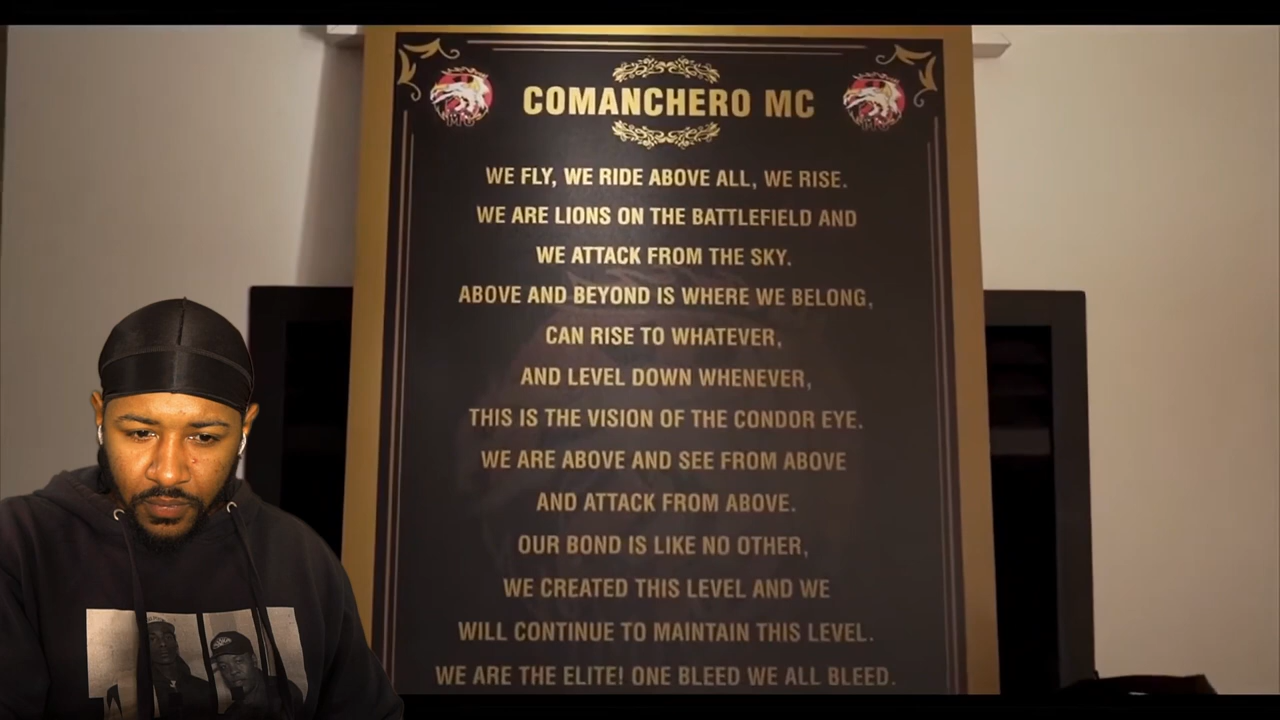 COMANCHERO MC
WE FLY, WE RIDE ABOVE ALL, WE RISE.
WE ARE LIONS ON THE BATTLEFIELD AND
WE ATTACK FROM THE SKY.
ABOVE AND BEYOND IS WHERE WE BELONG,
CAN RISE TO WHATEVER,
AND LEVEL DOWN WHENEVER,
THIS IS THE VISION OF THE CONDOR EYE.
WE ARE ABOVE AND SEE FROM ABOVE
AND ATTACK FROM ABOVE.
OUR BOND IS LIKE NO OTHER,
WE CREATED THIS LEVEL AND WE
WILL CONTINUE TO MAINTAIN THIS LEVEL.
WE ARE THE ELITE! ONE BLEED WE ALL BLEED.
MC
MC